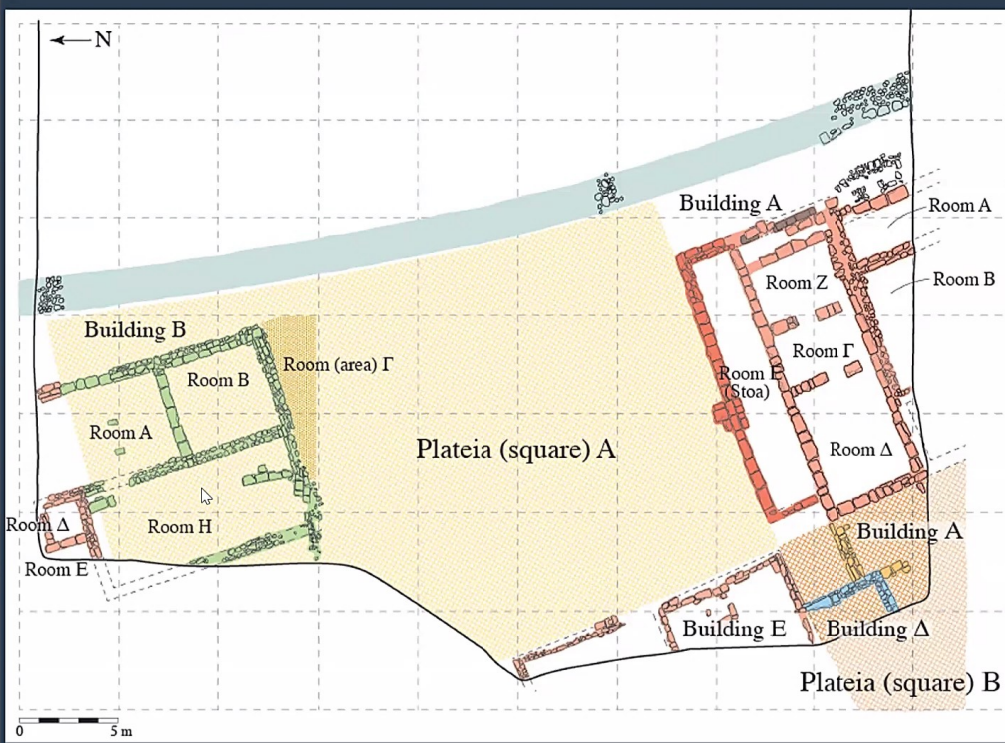 N
Building A
Room A
Room B
Room Z
Building B
Room (area) Γ
Room B
Room Γ
Room E
(Stoa)
Room A
Plateia (square) A
Room Δ
Room Δ
Room H
Building A
Room E
Building E
Building Δ
Plateia (square) B
0
5 m